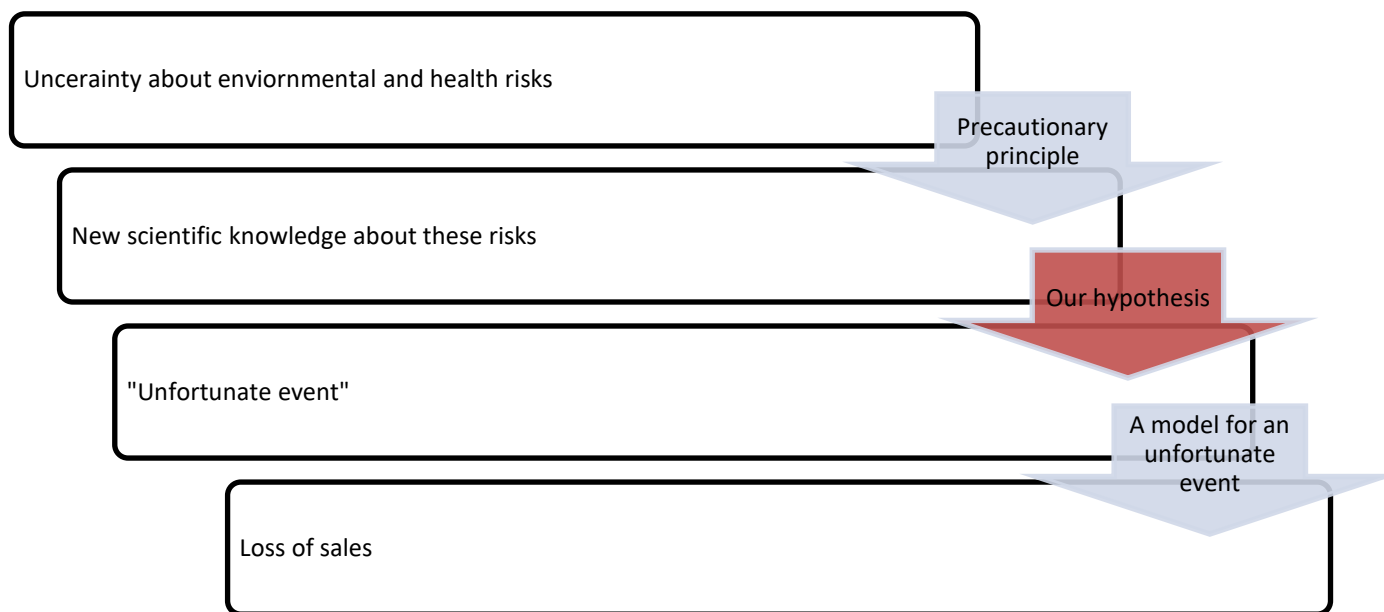 Uncerainty about enviornmental and health risks
Precautionary
principle
New scientific knowledge about these risks
Our hypothesis
"Unfortunate event"
A model for an
unfortunate
event
Loss of sales